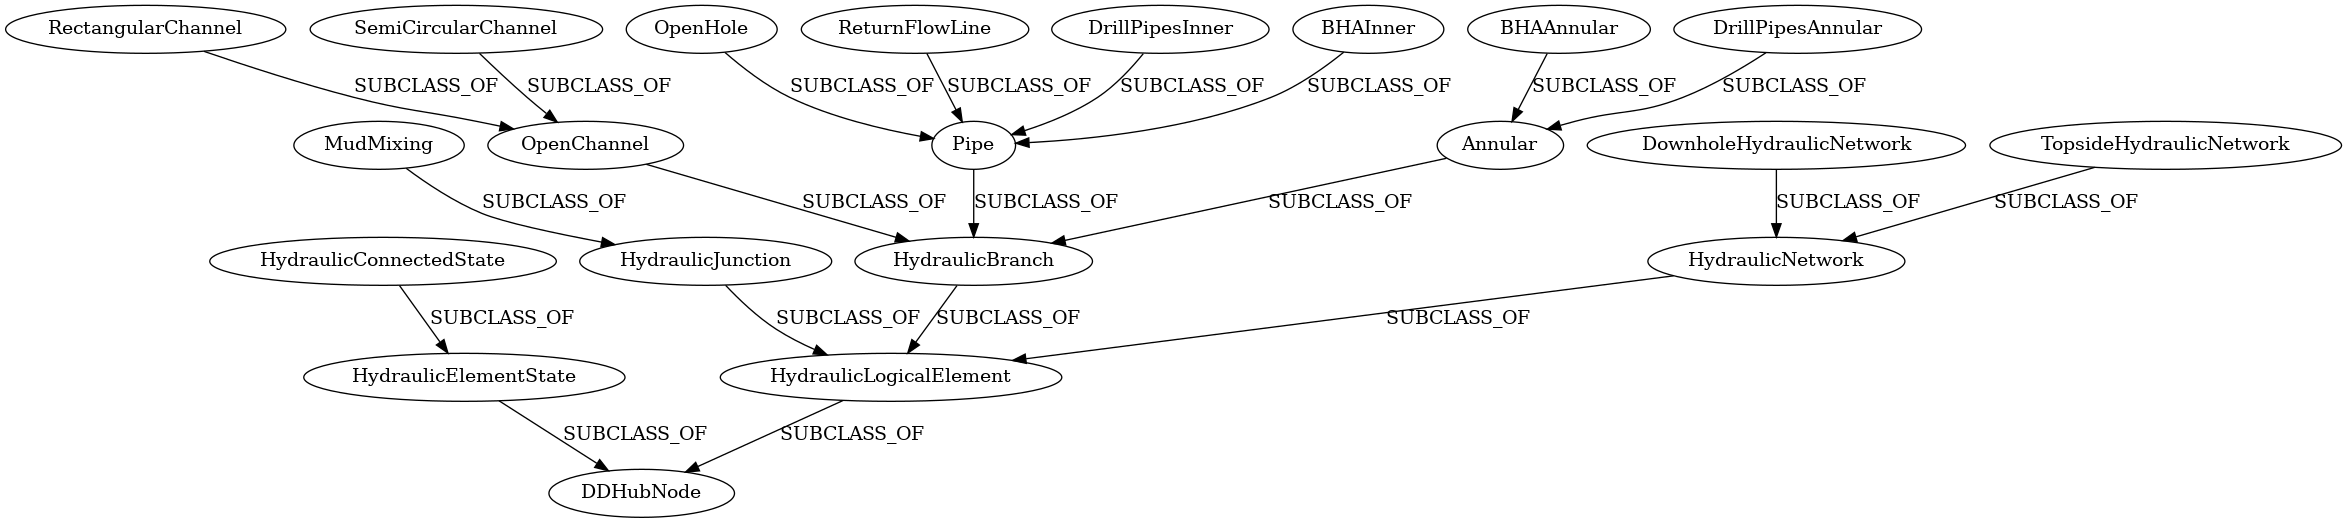 RectangularChannel
SemiCircularChannel
OpenHole
ReturnFlowLine
DrillPipesInner
BHAInner
BHAAnnular
DrillPipesAnnular
SUBCLASS_OF
SUBCLASS_OF
SUBCLASS_OF
SUBCLASS_OF
SUBCLASS_OF
SUBCLASS_OF
SUBCLASS_OF
SUBCLASS_OF
MudMixing
OpenChannel
Pipe
Annular
DownholeHydraulicNetwork
TopsideHydraulicNetwork
SUBCLASS_OF
SUBCLASS_OF
SUBCLASS_OF
SUBCLASS_OF
SUBCLASS_OF
SUBCLASS_OF
HydraulicConnectedState
HydraulicJunction
HydraulicBranch
HydraulicNetwork
SUBCLASS_OF
SUBCLASS_OF
SUBCLASS_OF
SUBCLASS_OF
HydraulicElementState
HydraulicLogicalElement
SUBCLASS_OF
SUBCLASS_OF
DDHubNode